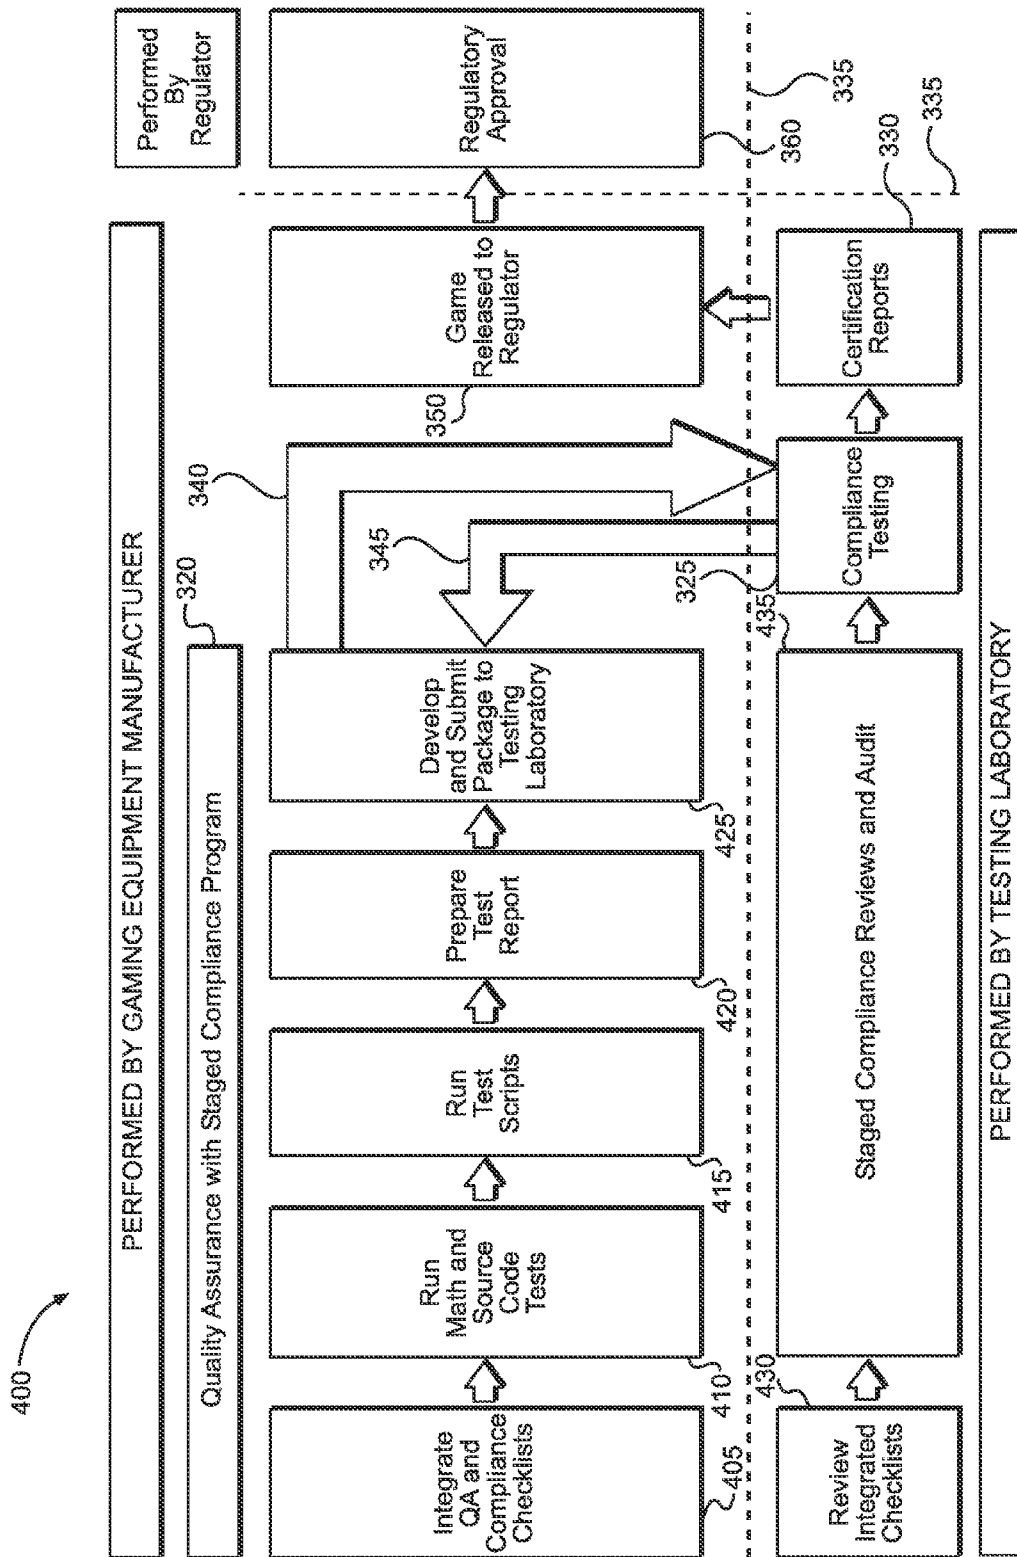 400
PERFORMED BY GAMING EQUIPMENT MANUFACTURER
Performed
By
Regulator
Quality Assurance with Staged Compliance Program
320
340
Integrate
QA and
Compliance
Checklists
405
Run
Math and
Source
Code
Tests
410
Run
Test
Scripts
415
Prepare
Test
Report
420
Develop
and Submit
Package to
Testing
Laboratory
425
345
350
Game
Released to
Regulator
Regulatory
Approval
360
335
325
430
435
Review
Integrated
Checklists
Staged Compliance Reviews and Audit
Compliance
Testing
Certification
Reports
330
335
PERFORMED BY TESTING LABORATORY